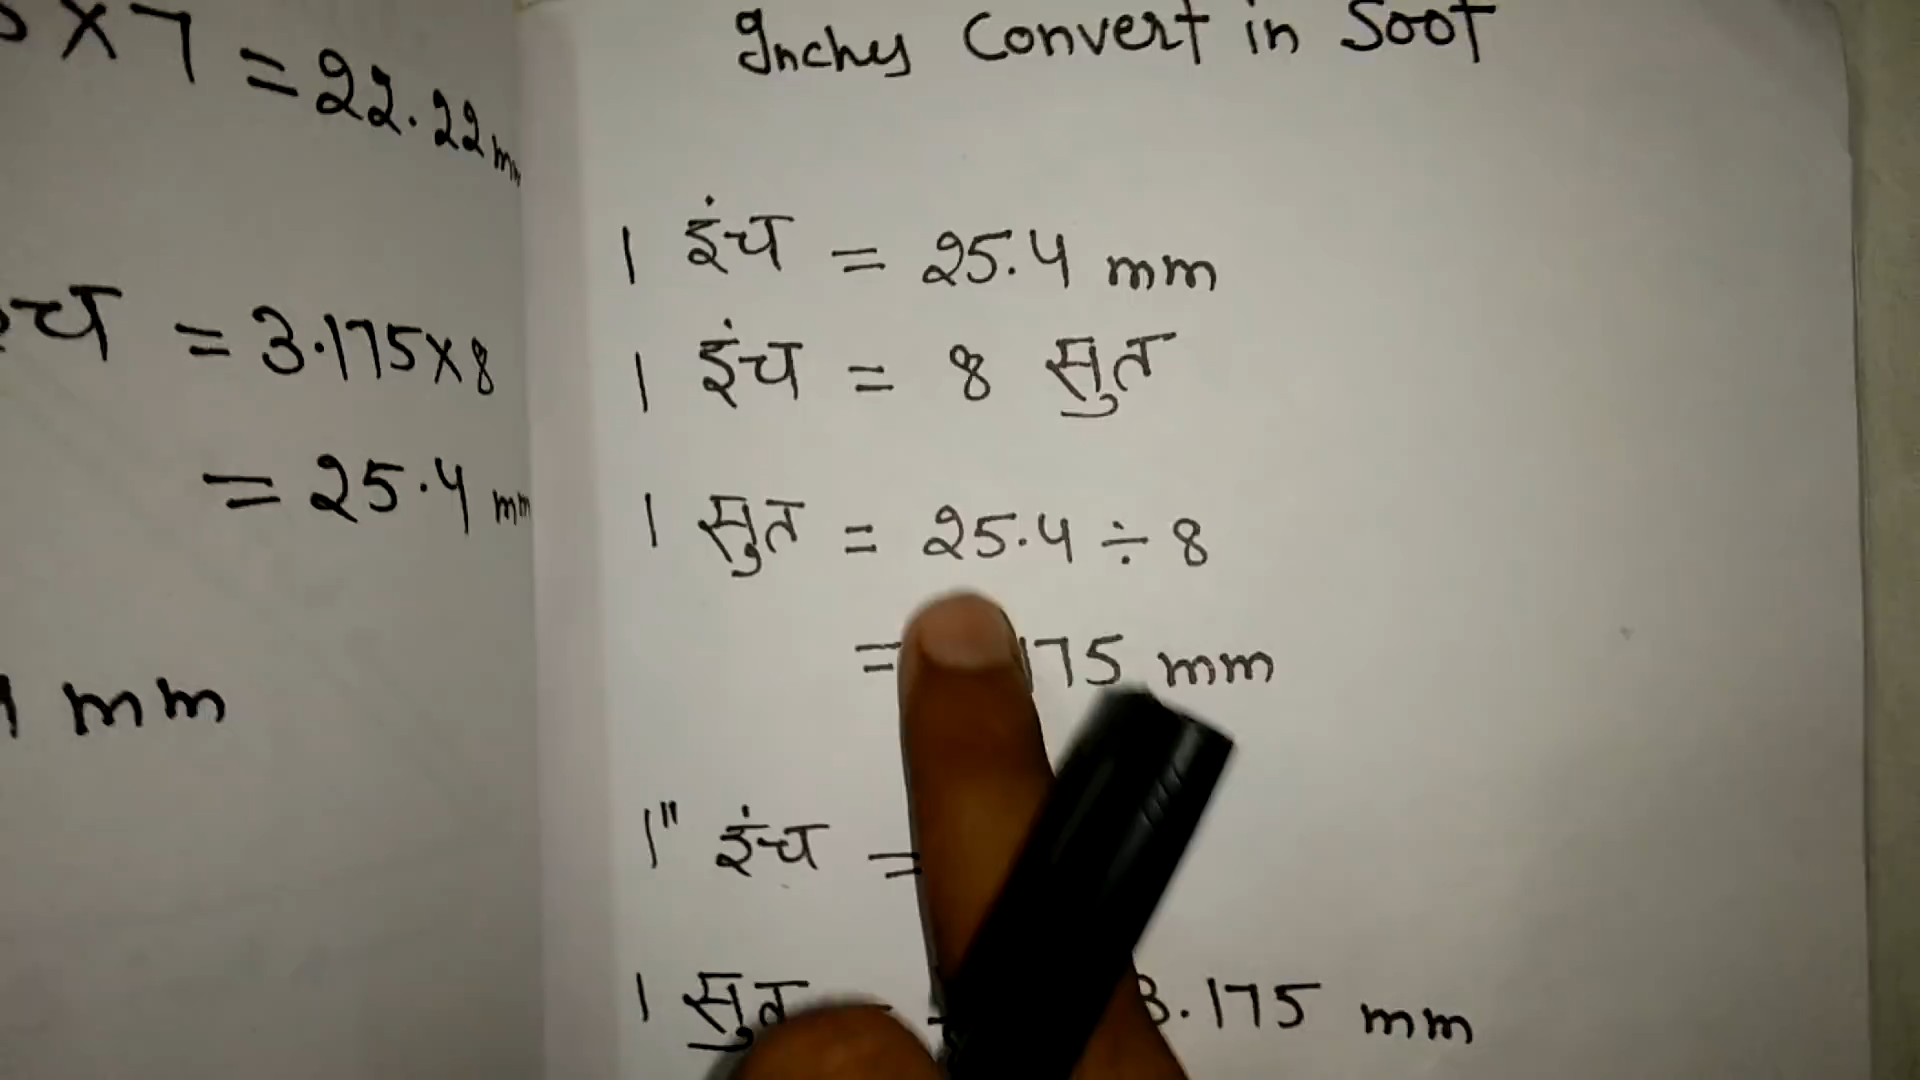 × 7 = 22.22 mm
= 3.175×8
= 25.4 mm
mm
Inches Convert in Soot
1 इंच = 25.4 mm
1 इंच = 8 सुत
1 सुत = 25.4 ÷ 8
= 175 mm
1" इंच =
1 सुत 3.175 mm